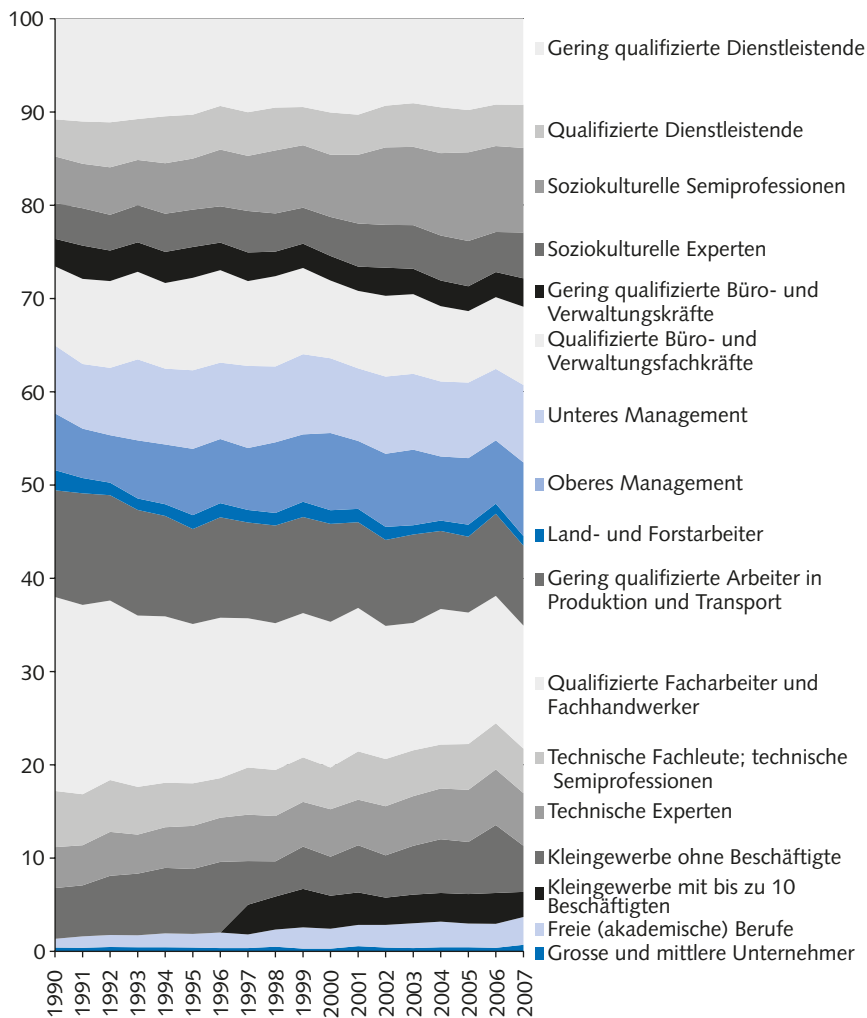 100
90
80
70
60
50
40
30
20
10
0
Gering qualifizierte Dienstleistende
Qualifizierte Dienstleistende
Soziokulturelle Semiprofessionen
Soziokulturelle Experten
Gering qualifizierte Büro- und
Verwaltungskräfte
Qualifizierte Büro- und
Verwaltungsfachkräfte
Unteres Management
Oberes Management
Land- und Forstarbeiter
Gering qualifizierte Arbeiter in
Produktion und Transport
Qualifizierte Facharbeiter und
Fachhandwerker
Technische Fachleute; technische
Semiprofessionen
Technische Experten
Kleingewerbe ohne Beschäftigte
Kleingewerbe mit bis zu 10
Beschäftigten
Freie (akademische) Berufe
Grosse und mittlere Unternehmer
1990
1991
1992
1993
1994
1995
1996
1997
1998
1999
2000
2001
2002
2003
2004
2005
2006
2007